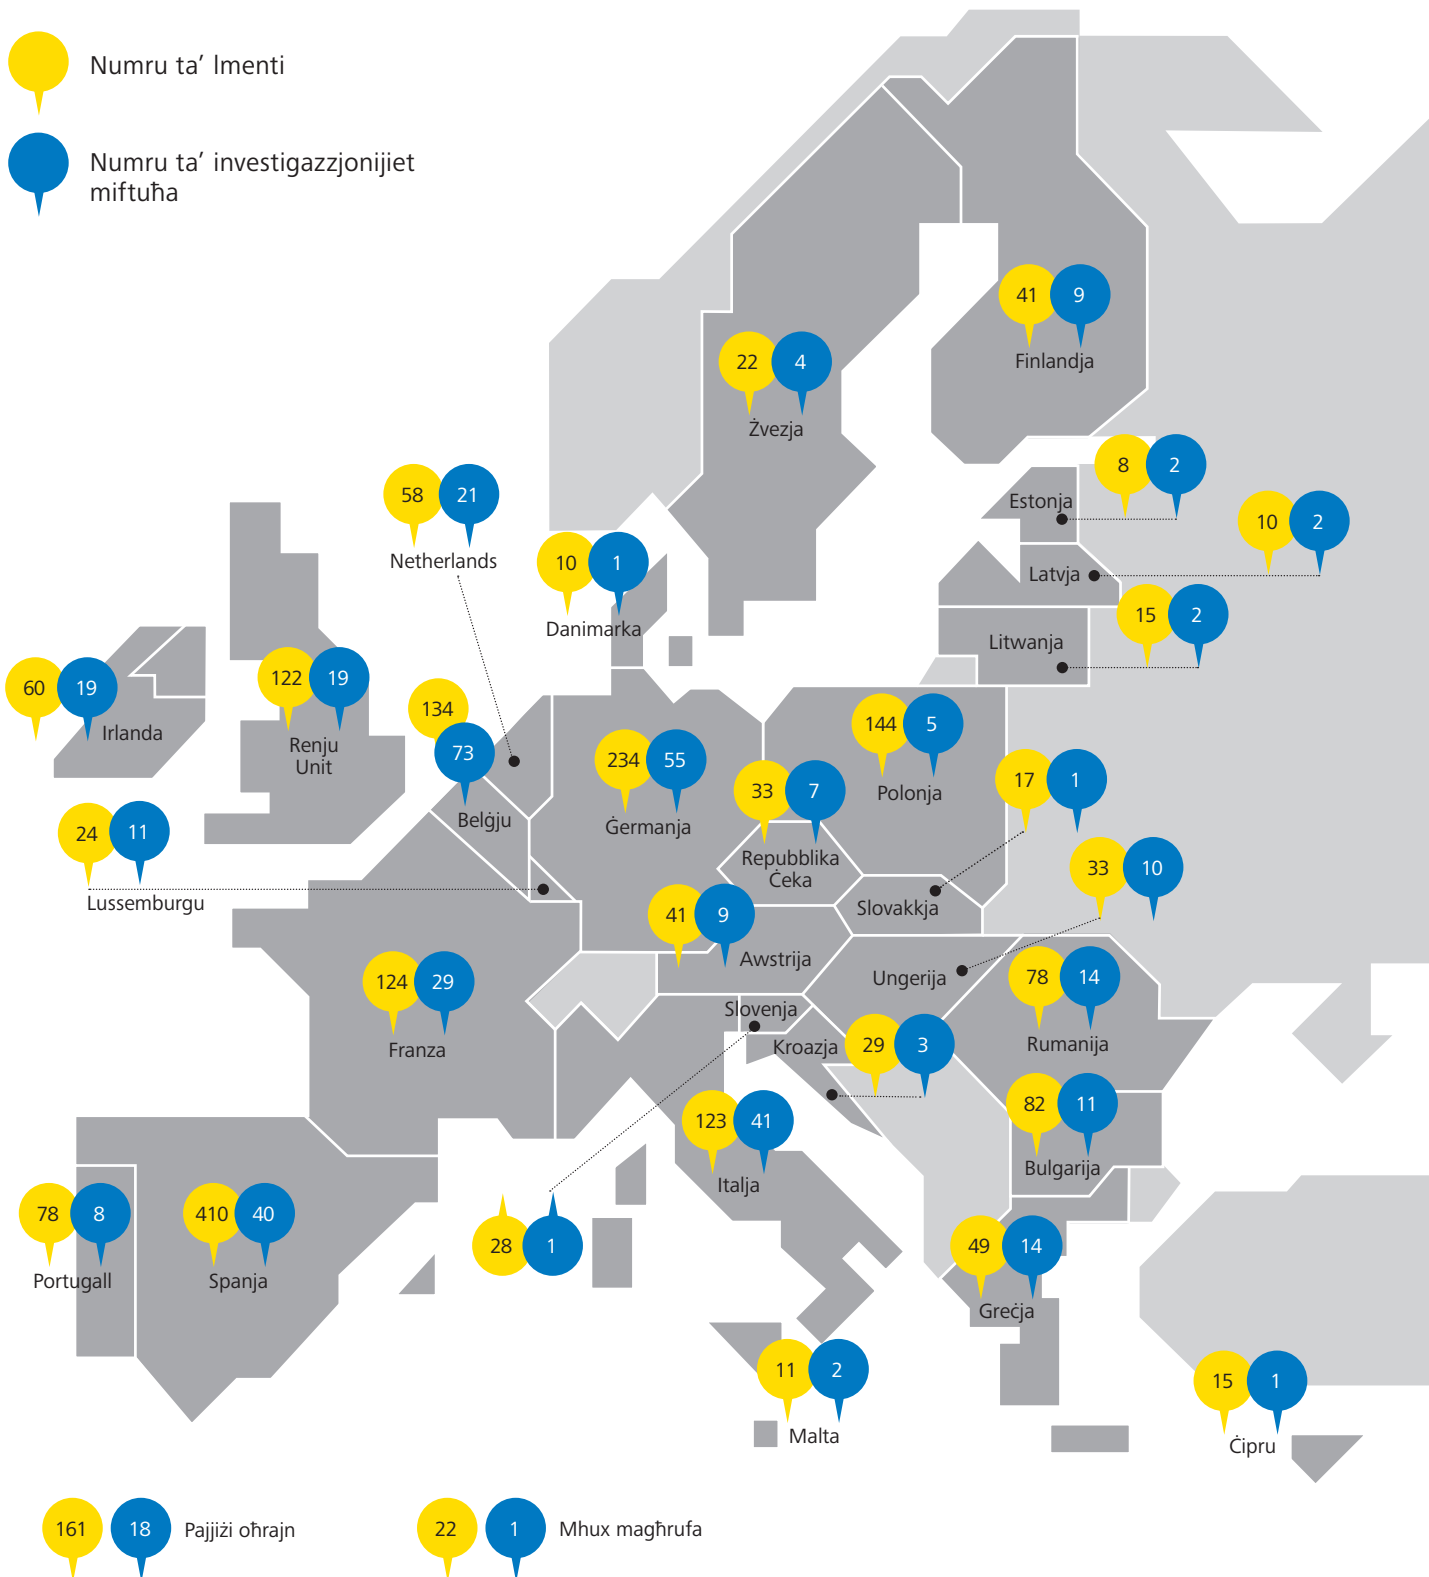 Numru ta’ lmenti
Numru ta’ investigazzjonijiet
miftuħa
41 9
Finlandja
22 4
Żvezja
8 2
Estonja
58 21
Netherlands
10 2
Latvja
10 1
Danimarka
15 2
Litwanja
60 19
Irlanda
122 19
Renju
Unit
134
73
Belġju
234 55
Ġermanja
144 5
Polonja
33 7
Repubblika
Ċeka
17 1
Slovakkja
24 11
Lussemburgu
33 10
Ungerija
41 9
Awstrija
124 29
Franza
78 14
Rumanija
Slovenja
Kroazja
29 3
82 11
Bulgarija
123 41
Italja
78 8
Portugall
410 40
Spanja
28 1
49 14
Greċja
11 2
Malta
15 1
Ċipru
161 18 Pajjiżi oħrajn
22 1 Mhux magħrufa